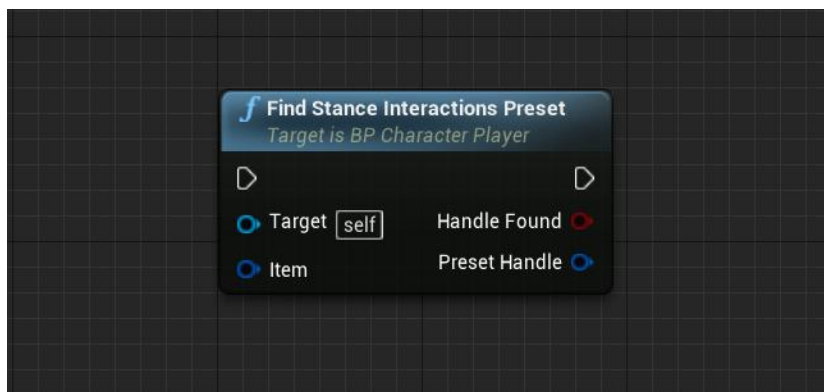 f Find Stance Interactions Preset
Target is BP Character Player
Target self
Handle Found
Item
Preset Handle